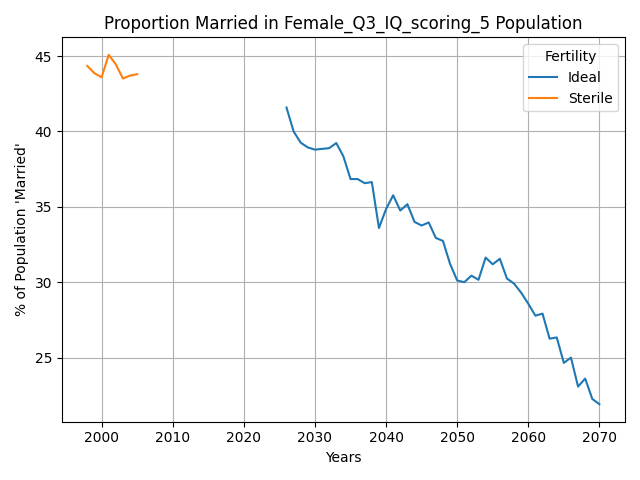 Proportion Married in Female_Q3_IQ_scoring_5 Population
Fertility
Ideal
Sterile
% of Population 'Married'
45
40
35
30
25
2000
2010
2020
2030
2040
2050
2060
2070
Years